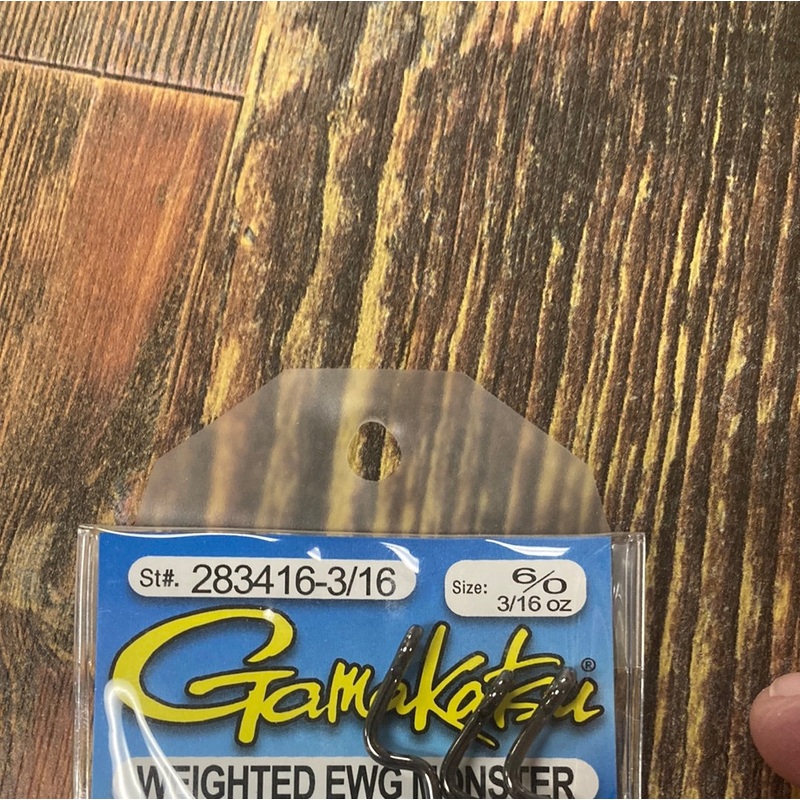 St#. 283416-3/16
Size: 6/0
3/16 oz
Gamakatsu®
WEIGHTED EWG MONSTER